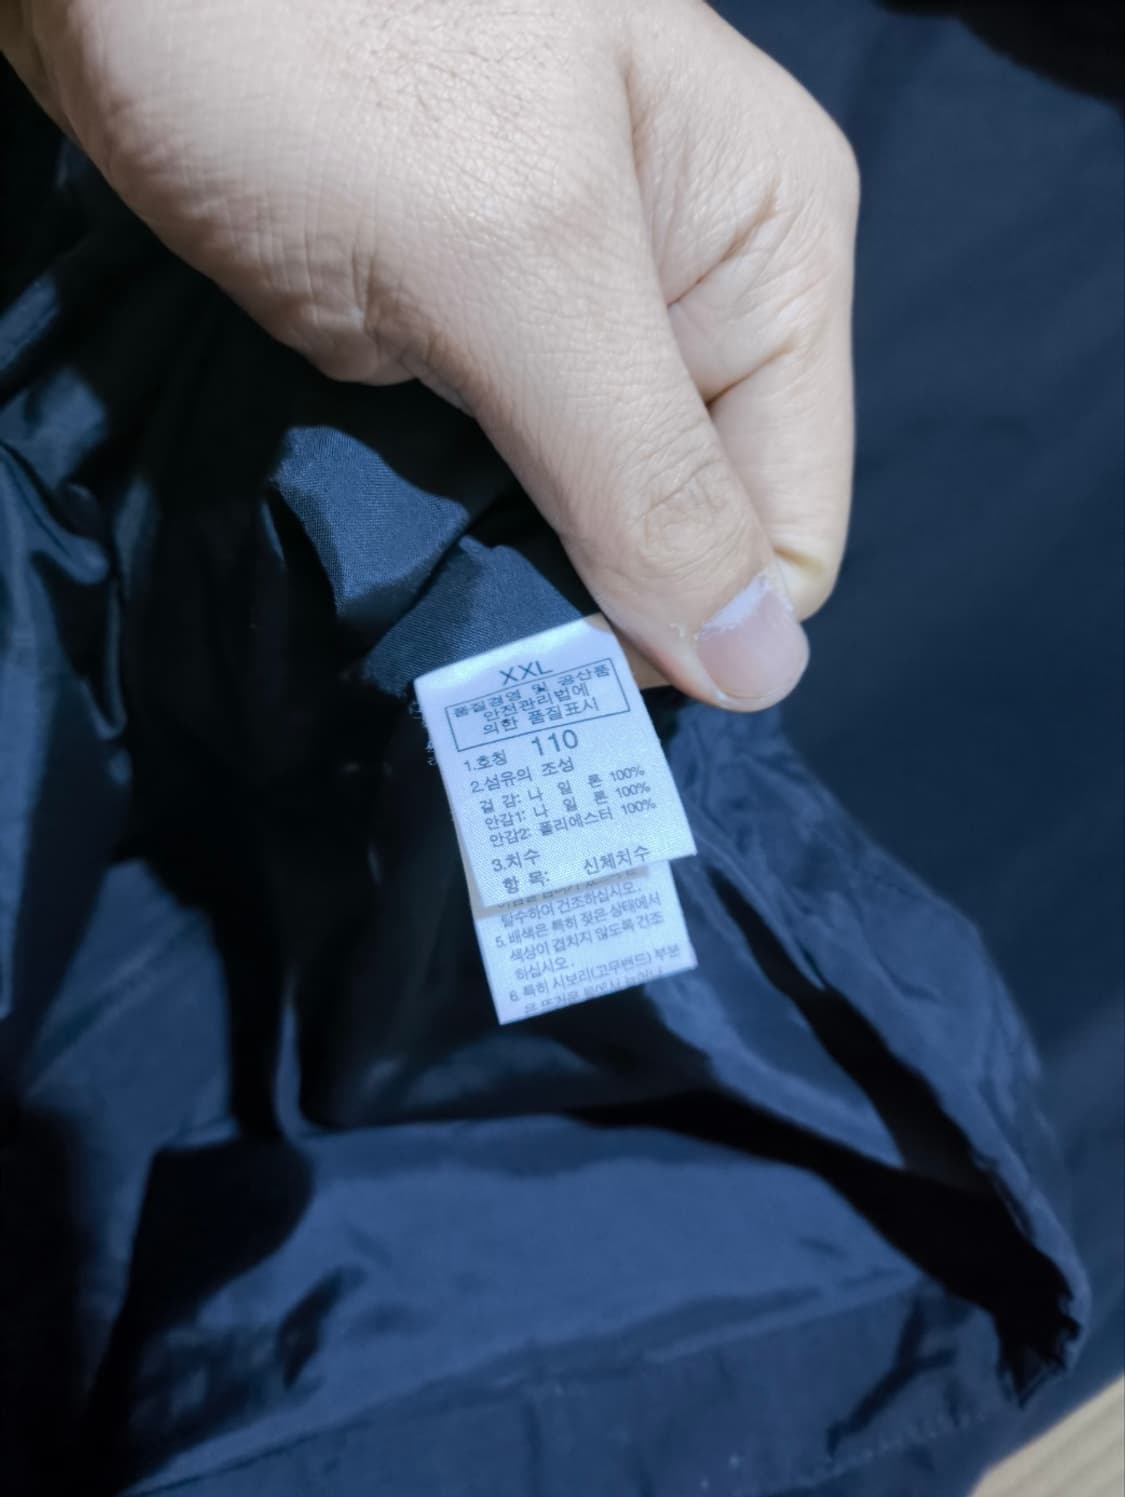 XXL
품질경영 및 공산품
안전관리법에
의한 품질표시
1.호칭 110
2.섬유의 조성
겉 감: 나 일 론 100%
안감1: 나 일 론 100%
안감2: 폴리에스터 100%
3.치수
항 목: 신체치수
탈수하여 건조하십시오.
5. 배색은 특히 젖은 상태에서
색상이 겹치지 않도록 건조
하십시오.
6. 특히 시보리(고무밴드) 부분